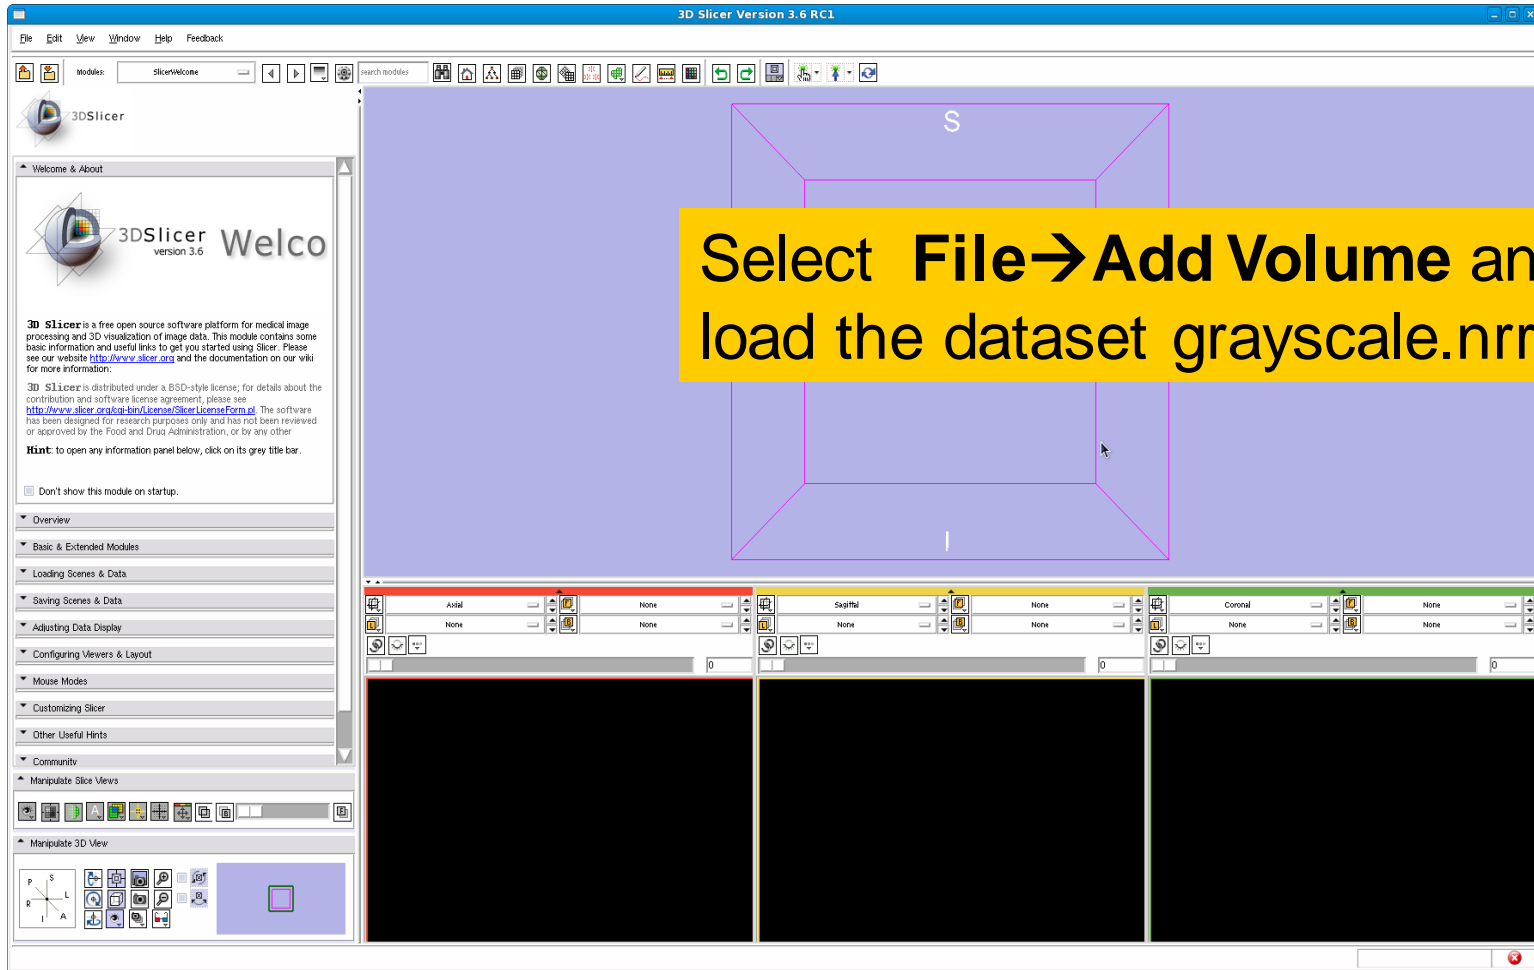 3D Slicer Version 3.6 RC1
File Edit View Window Help Feedback
Modules: SlicerWelcome search modules
3DSlicer
Welcome & About
3DSlicer version 3.6 Welco
3D Slicer is a free open source software platform for medical image
processing and 3D visualization of image data. This module contains some
basic information and useful links to get you started using Slicer. Please
see our website http://www.slicer.org and the documentation on our wiki
for more information:
3D Slicer is distributed under a BSD-style license; for details about the
contribution and software license agreement, please see
http://www.slicer.org/cgi-bin/License/SlicerLicenseForm.pl. The software
has been designed for research purposes only and has not been reviewed
or approved by the Food and Drug Administration, or by any other
Hint: to open any information panel below, click on its grey title bar.
Don't show this module on startup.
Overview
Basic & Extended Modules
Loading Scenes & Data
Saving Scenes & Data
Adjusting Data Display
Configuring Viewers & Layout
Mouse Modes
Customizing Slicer
Other Useful Hints
Community
Manipulate Slice Views
Manipulate 3D View
P S L R I A
S
Select File→Add Volume an
load the dataset grayscale.nrr
I
Axial None Sagittal None Coronal None
None None None None None None
0 0 0